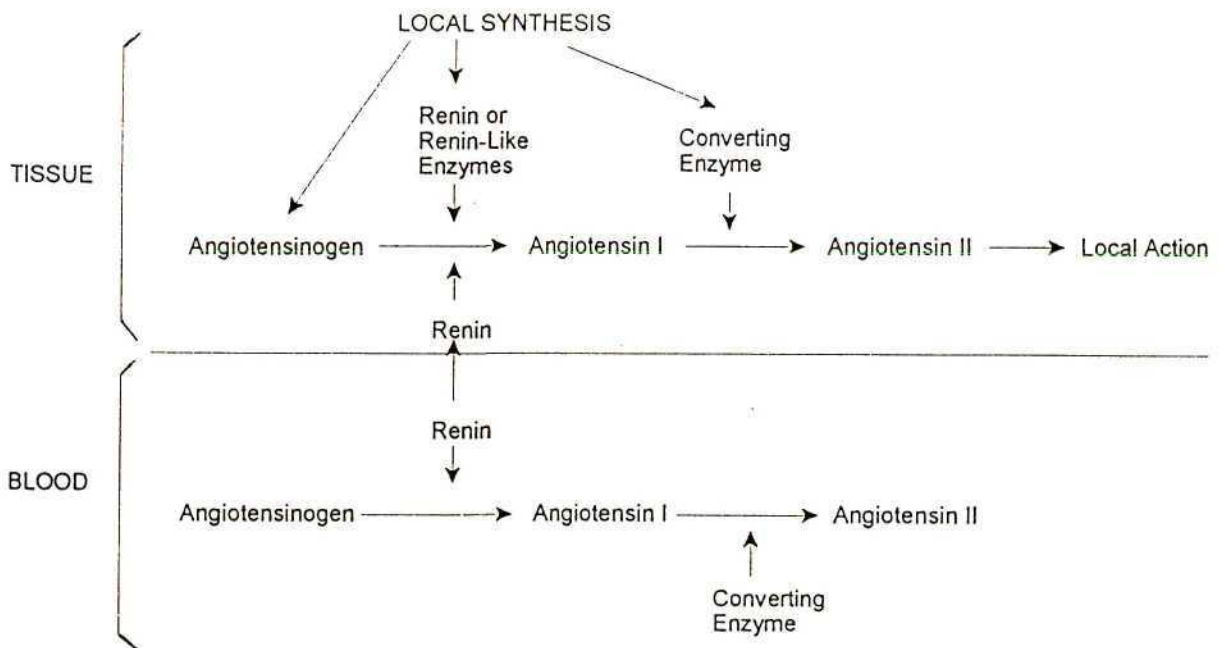 LOCAL SYNTHESIS
Renin or
Renin-Like
Enzymes
Converting
Enzyme
TISSUE
Angiotensinogen
Angiotensin I
Angiotensin II
Local Action
Renin
Renin
BLOOD
Angiotensinogen
Angiotensin I
Angiotensin II
Converting
Enzyme